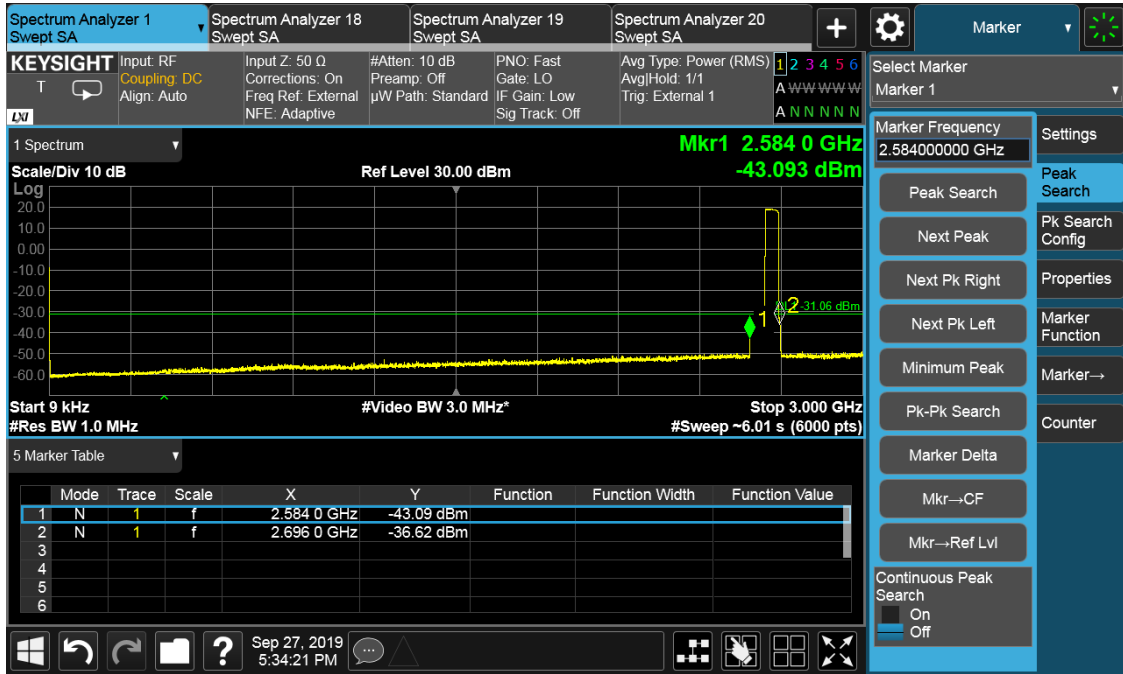 Spectrum Analyzer 1
Swept SA
Spectrum Analyzer 18
Swept SA
Spectrum Analyzer 19
Swept SA
Spectrum Analyzer 20
Swept SA
Marker
KEYSIGHT
T
LXI
Input: RF
Coupling: DC
Align: Auto
Input Z: 50 Ω
Corrections: On
Freq Ref: External
NFE: Adaptive
#Atten: 10 dB
Preamp: Off
µW Path: Standard
PNO: Fast
Gate: LO
IF Gain: Low
Sig Track: Off
Avg Type: Power (RMS)
Avg|Hold: 1/1
Trig: External 1
1 2 3 4 5 6
A W W W W W
A N N N N N
Select Marker
Marker 1
1 Spectrum
Scale/Div 10 dB
Ref Level 30.00 dBm
Mkr1 2.584 0 GHz
-43.093 dBm
Log
20.0
10.0
0.00
-10.0
-20.0
-30.0
-40.0
-50.0
-60.0
1
2
-31.06 dBm
Start 9 kHz
#Video BW 3.0 MHz*
Stop 3.000 GHz
#Res BW 1.0 MHz
#Sweep ~6.01 s (6000 pts)
5 Marker Table
Mode Trace Scale X Y Function Function Width Function Value
1 N 1 f 2.584 0 GHz -43.09 dBm
2 N 1 f 2.696 0 GHz -36.62 dBm
3
4
5
6
Marker Frequency
2.584000000 GHz
Peak Search
Next Peak
Next Pk Right
Next Pk Left
Minimum Peak
Pk-Pk Search
Marker Delta
Mkr→CF
Mkr→Ref Lvl
Continuous Peak
Search
On
Off
Settings
Peak
Search
Pk Search
Config
Properties
Marker
Function
Marker→
Counter
?
Sep 27, 2019
5:34:21 PM